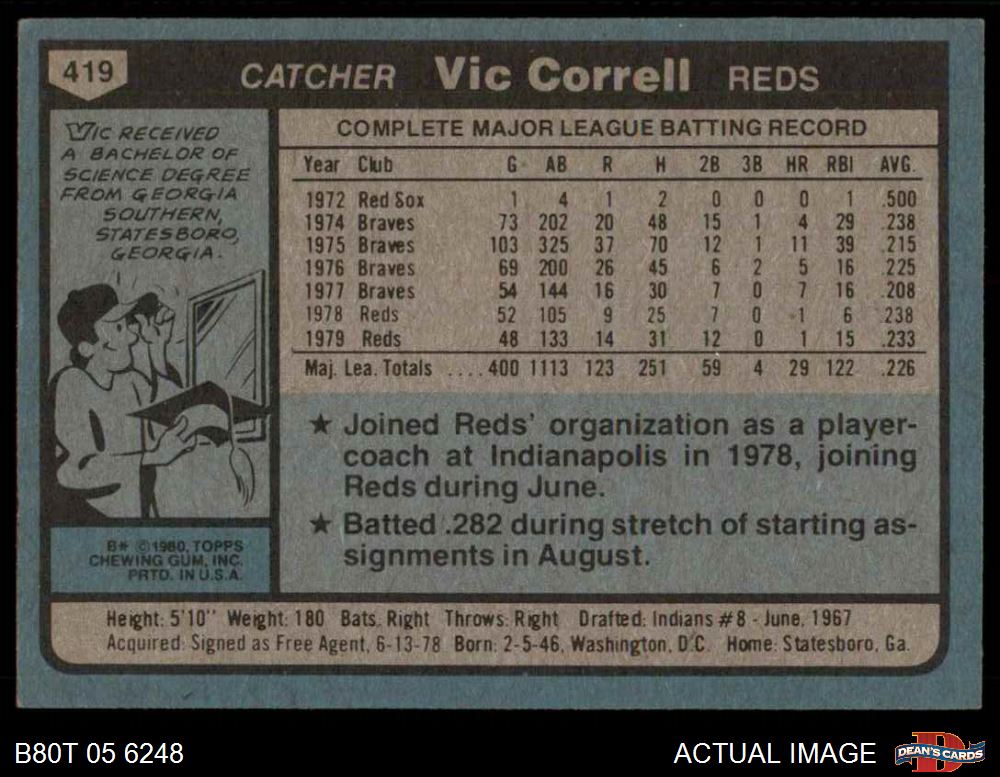 419 CATCHER Vic Correll REDS
VIC RECEIVED
A BACHELOR OF
SCIENCE DEGREE
FROM GEORGIA
SOUTHERN,
STATESBORO,
GEORGIA.
COMPLETE MAJOR LEAGUE BATTING RECORD
Year Club G AB R H 2B 3B HR RBI AVG.
1972 Red Sox 1 4 1 2 0 0 0 1 .500
1974 Braves 73 202 20 48 15 1 4 29 .238
1975 Braves 103 325 37 70 12 1 11 39 .215
1976 Braves 69 200 26 45 6 2 5 16 .225
1977 Braves 54 144 16 30 7 0 7 16 .208
1978 Reds 52 105 9 25 7 0 1 6 .238
1979 Reds 48 133 14 31 12 0 1 15 .233
Maj. Lea. Totals .... 400 1113 123 251 59 4 29 122 .226
★ Joined Reds' organization as a player-
coach at Indianapolis in 1978, joining
Reds during June.
★ Batted .282 during stretch of starting as-
signments in August.
B* © 1980, TOPPS
CHEWING GUM, INC.
PRTD. IN U.S.A.
Height: 5'10" Weight: 180 Bats: Right Throws: Right Drafted: Indians #8 - June, 1967
Acquired: Signed as Free Agent, 6-13-78 Born: 2-5-46, Washington, D.C. Home: Statesboro, Ga.
B80T 05 6248 ACTUAL IMAGE DEAN'S CARDS